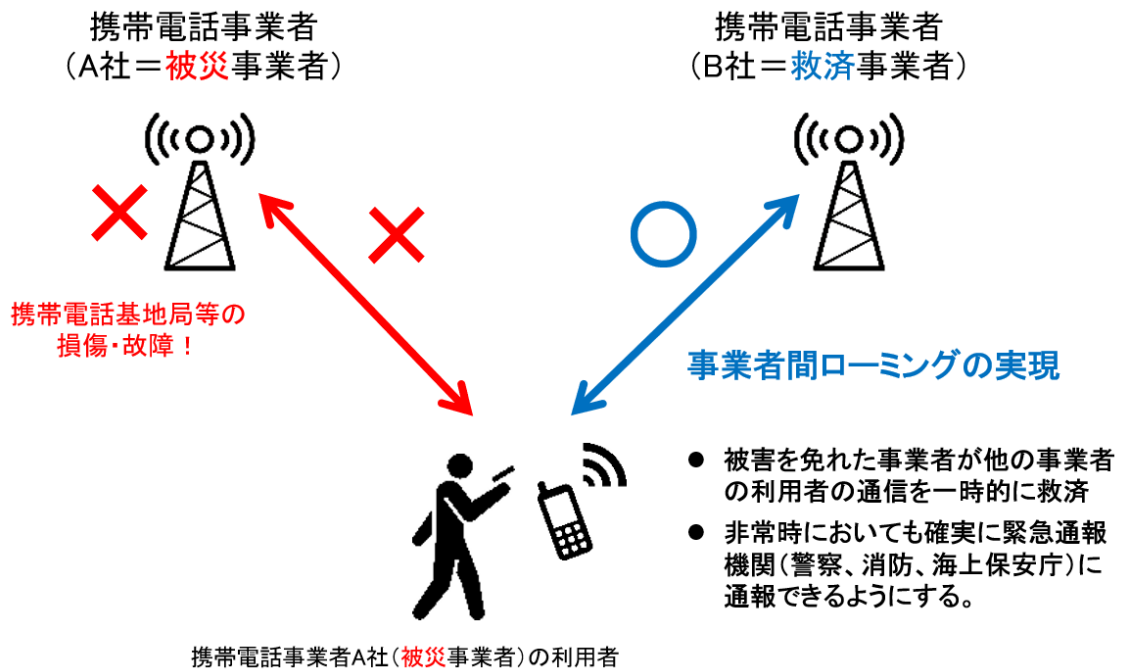 携帯電話事業者
（A社＝被災事業者）
携帯電話事業者
（B社＝救済事業者）
携帯電話基地局等の
損傷・故障！
事業者間ローミングの実現
● 被害を免れた事業者が他の事業者
の利用者の通信を一時的に救済
● 非常時においても確実に緊急通報
機関（警察、消防、海上保安庁）に
通報できるようにする。
携帯電話事業者A社（被災事業者）の利用者